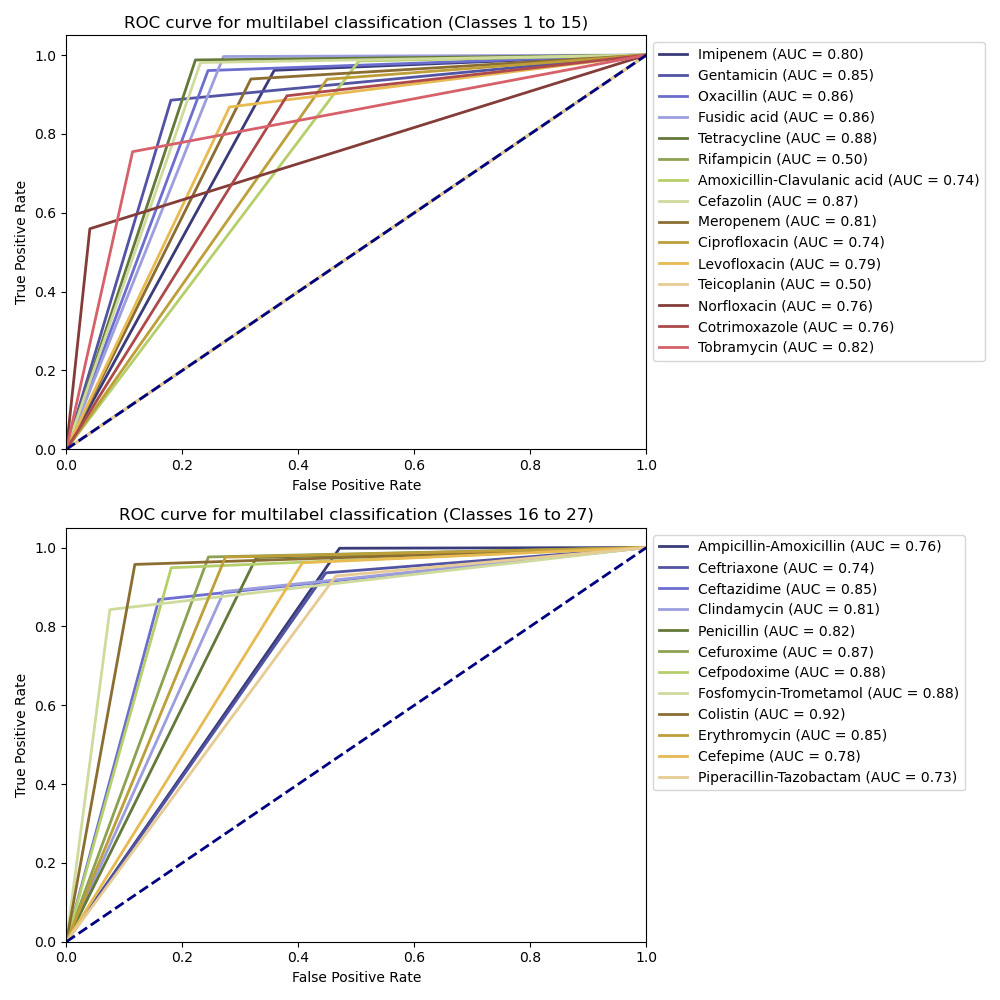 ROC curve for multilabel classification (Classes 1 to 15)
True Positive Rate
1.0
0.8
0.6
0.4
0.2
0.0
0.0 0.2 0.4 0.6 0.8 1.0
False Positive Rate
Imipenem (AUC = 0.80)
Gentamicin (AUC = 0.85)
Oxacillin (AUC = 0.86)
Fusidic acid (AUC = 0.86)
Tetracycline (AUC = 0.88)
Rifampicin (AUC = 0.50)
Amoxicillin-Clavulanic acid (AUC = 0.74)
Cefazolin (AUC = 0.87)
Meropenem (AUC = 0.81)
Ciprofloxacin (AUC = 0.74)
Levofloxacin (AUC = 0.79)
Teicoplanin (AUC = 0.50)
Norfloxacin (AUC = 0.76)
Cotrimoxazole (AUC = 0.76)
Tobramycin (AUC = 0.82)
ROC curve for multilabel classification (Classes 16 to 27)
True Positive Rate
1.0
0.8
0.6
0.4
0.2
0.0
0.0 0.2 0.4 0.6 0.8 1.0
False Positive Rate
Ampicillin-Amoxicillin (AUC = 0.76)
Ceftriaxone (AUC = 0.74)
Ceftazidime (AUC = 0.85)
Clindamycin (AUC = 0.81)
Penicillin (AUC = 0.82)
Cefuroxime (AUC = 0.87)
Cefpodoxime (AUC = 0.88)
Fosfomycin-Trometamol (AUC = 0.88)
Colistin (AUC = 0.92)
Erythromycin (AUC = 0.85)
Cefepime (AUC = 0.78)
Piperacillin-Tazobactam (AUC = 0.73)